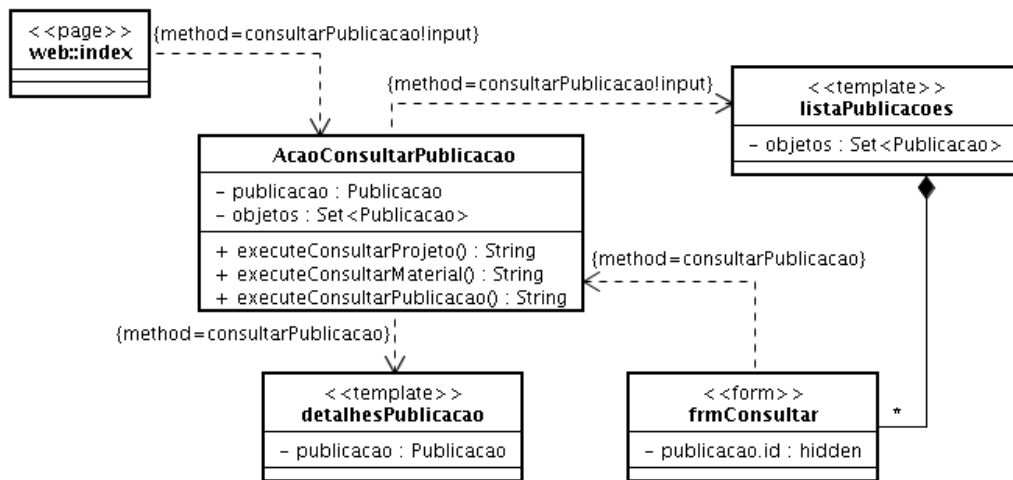 <<page>>
web::index
{method=consultarPublicacao!input}
{method=consultarPublicacao!input}
<<template>>
listaPublicacoes
- objetos : Set<Publicacao>
AcaoConsultarPublicacao
- publicacao : Publicacao
- objetos : Set<Publicacao>
+ executeConsultarProjeto() : String
+ executeConsultarMaterial() : String
+ executeConsultarPublicacao() : String
{method=consultarPublicacao}
{method=consultarPublicacao}
<<template>>
detalhesPublicacao
- publicacao : Publicacao
<<form>>
frmConsultar
- publicacao.id : hidden
*